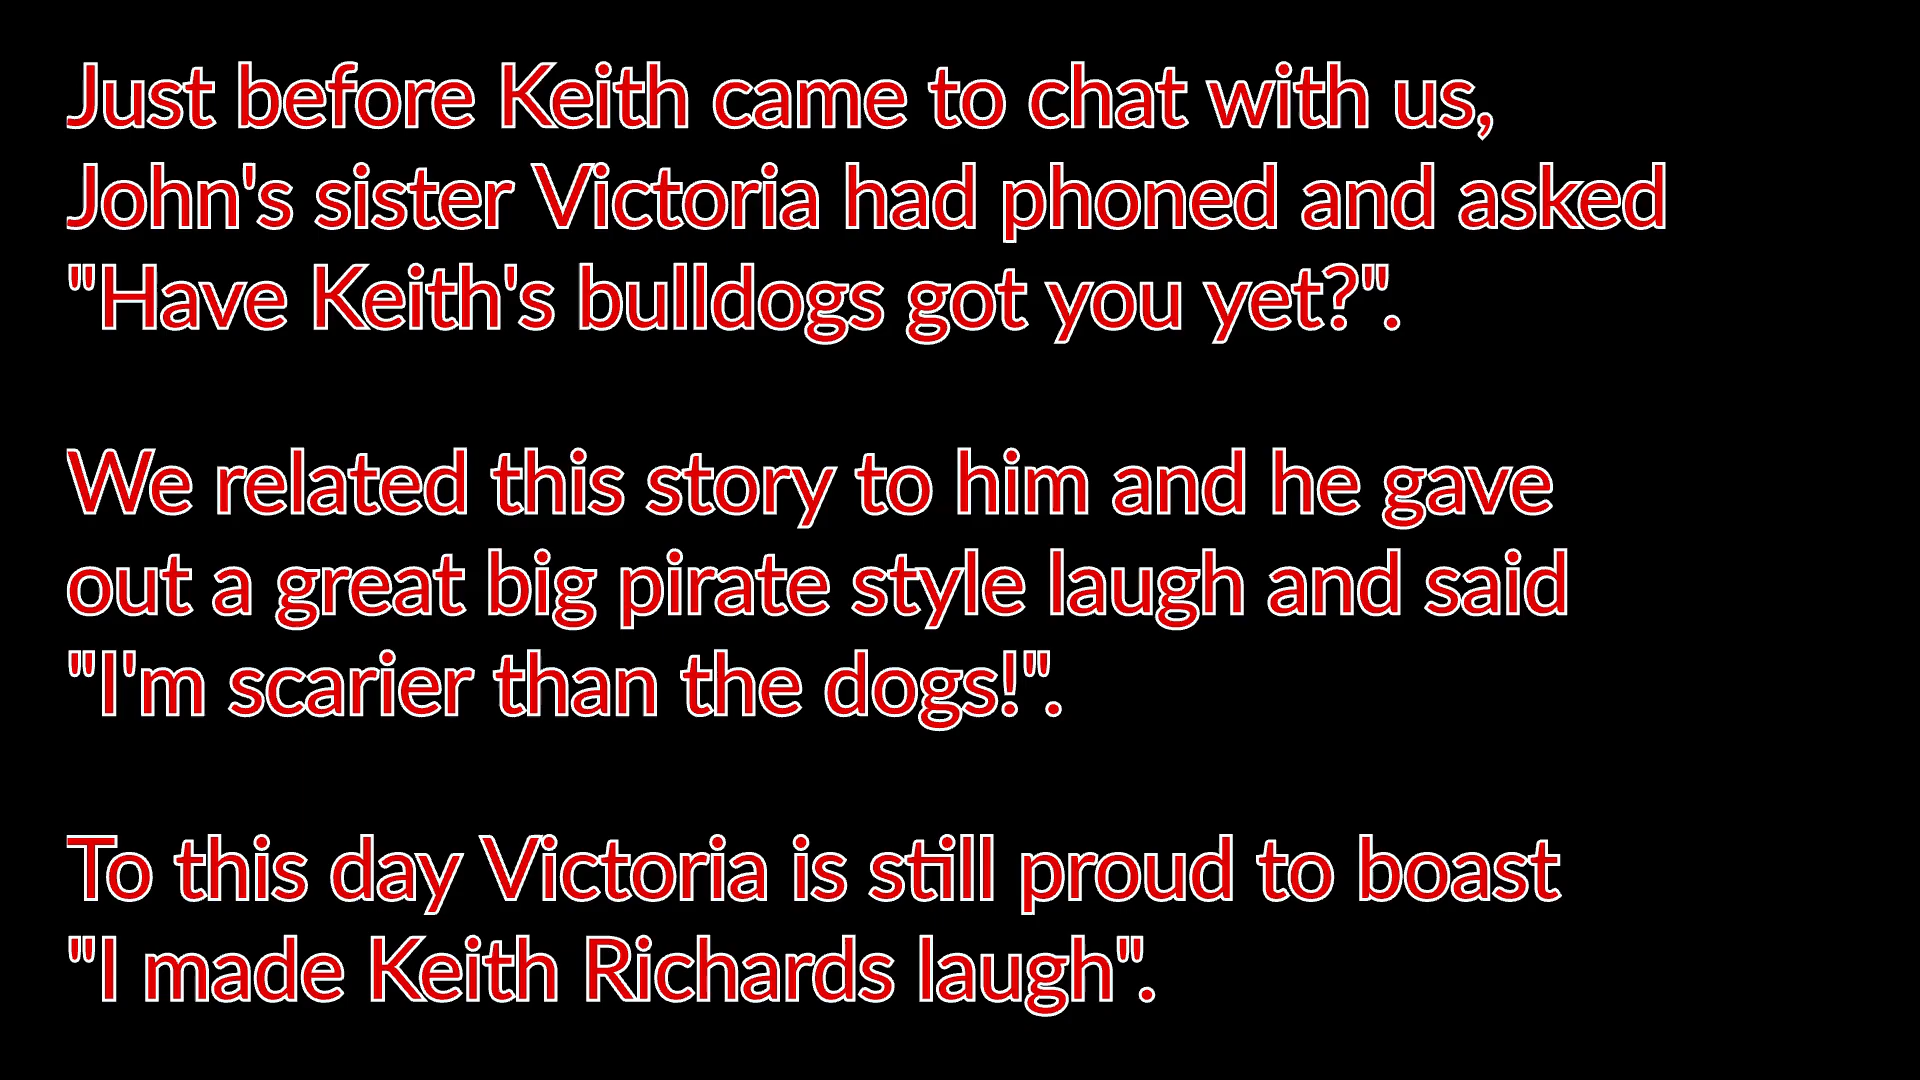 Just before Keith came to chat with us,
John's sister Victoria had phoned and asked
"Have Keith's bulldogs got you yet?".
We related this story to him and he gave
out a great big pirate style laugh and said
"I'm scarier than the dogs!".
To this day Victoria is still proud to boast
"I made Keith Richards laugh".